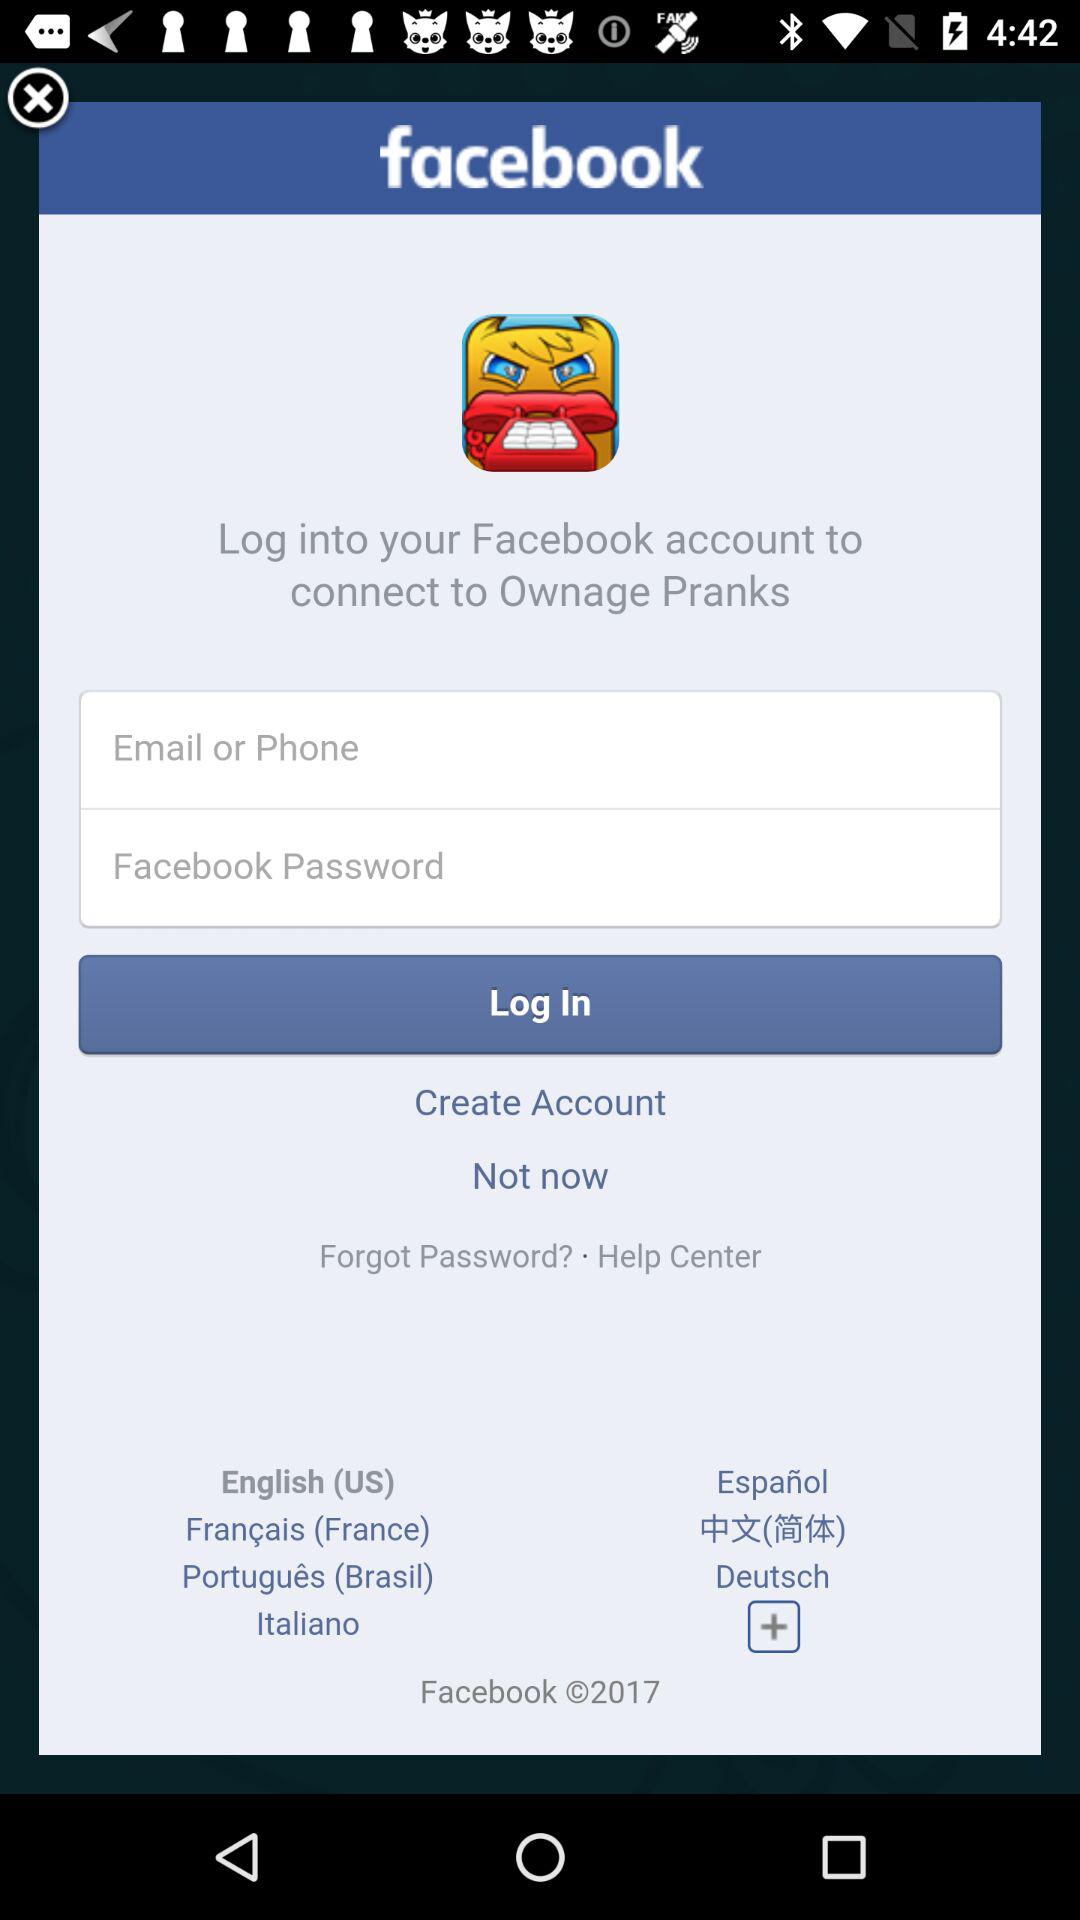 FAKE
4:42
facebook
Log into your Facebook account to
connect to Ownage Pranks
Email or Phone
Facebook Password
Log In
Create Account
Not now
Forgot Password? · Help Center
English (US)
Español
Français (France)
中文(简体)
Português (Brasil)
Deutsch
Italiano
+
Facebook ©2017